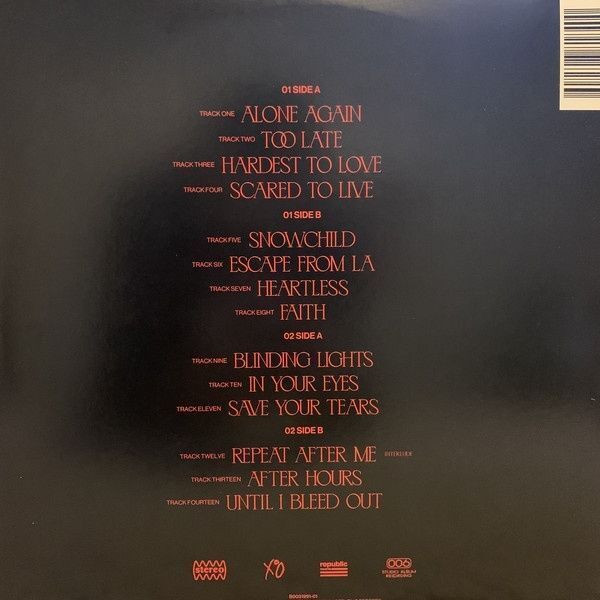 01 SIDE A
TRACK ONE ALONE AGAIN
TRACK TWO TOO LATE
TRACK THREE HARDEST TO LOVE
TRACK FOUR SCARED TO LIVE
01 SIDE B
TRACK FIVE SNOWCHILD
TRACK SIX ESCAPE FROM LA
TRACK SEVEN HEARTLESS
TRACK EIGHT FAITH
02 SIDE A
TRACK NINE BLINDING LIGHTS
TRACK TEN IN YOUR EYES
TRACK ELEVEN SAVE YOUR TEARS
02 SIDE B
TRACK TWELVE REPEAT AFTER ME INTERLUDE
TRACK THIRTEEN AFTER HOURS
TRACK FOURTEEN UNTIL I BLEED OUT
stereo XO republic 006
STUDIO ALBUM
RECORDING